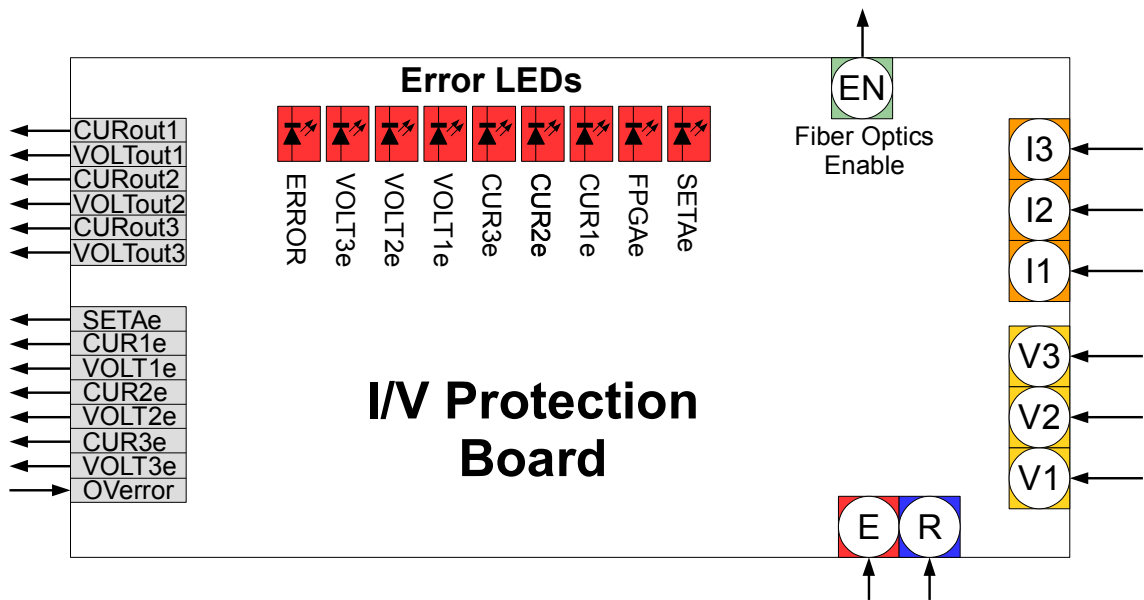 Error LEDs
EN
Fiber Optics
Enable
CURout1
VOLTout1
CURout2
VOLTout2
CURout3
VOLTout3
ERROR
VOLT3e
VOLT2e
VOLT1e
CUR3e
CUR2e
CUR1e
FPGAe
SETAe
I3
I2
I1
SETAe
CUR1e
VOLT1e
CUR2e
VOLT2e
CUR3e
VOLT3e
OVerror
I/V Protection
Board
V3
V2
V1
E
R